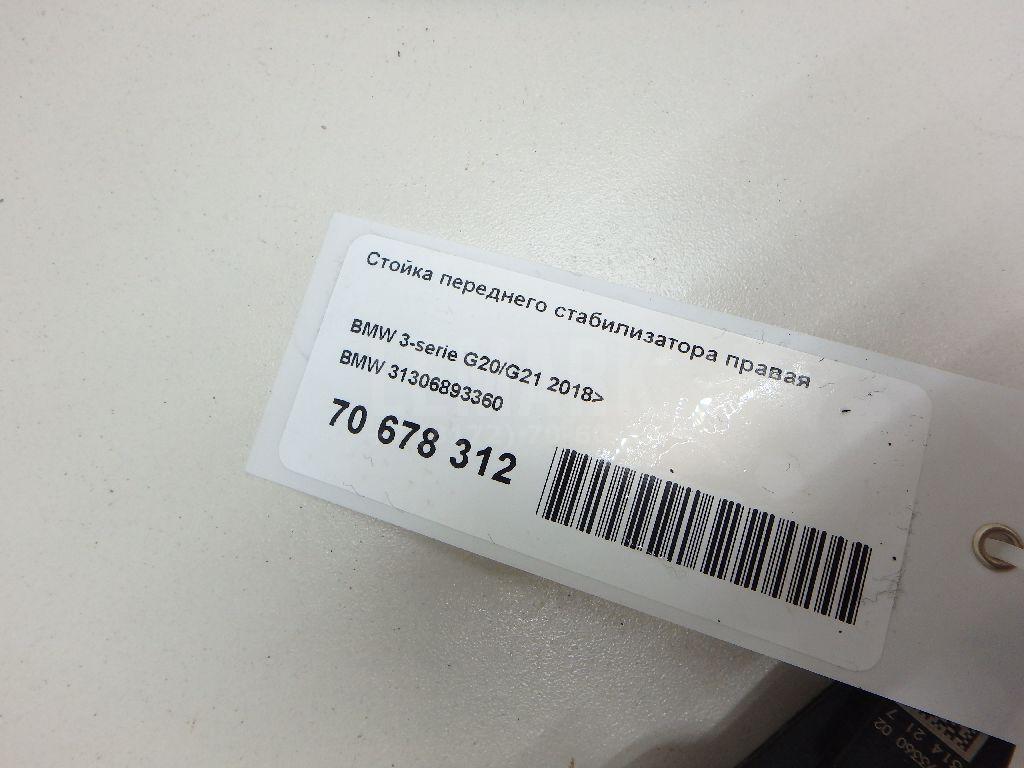 Стойка переднего стабилизатора правая
BMW 3-serie G20/G21 2018>
BMW 31306893360
70 678 312